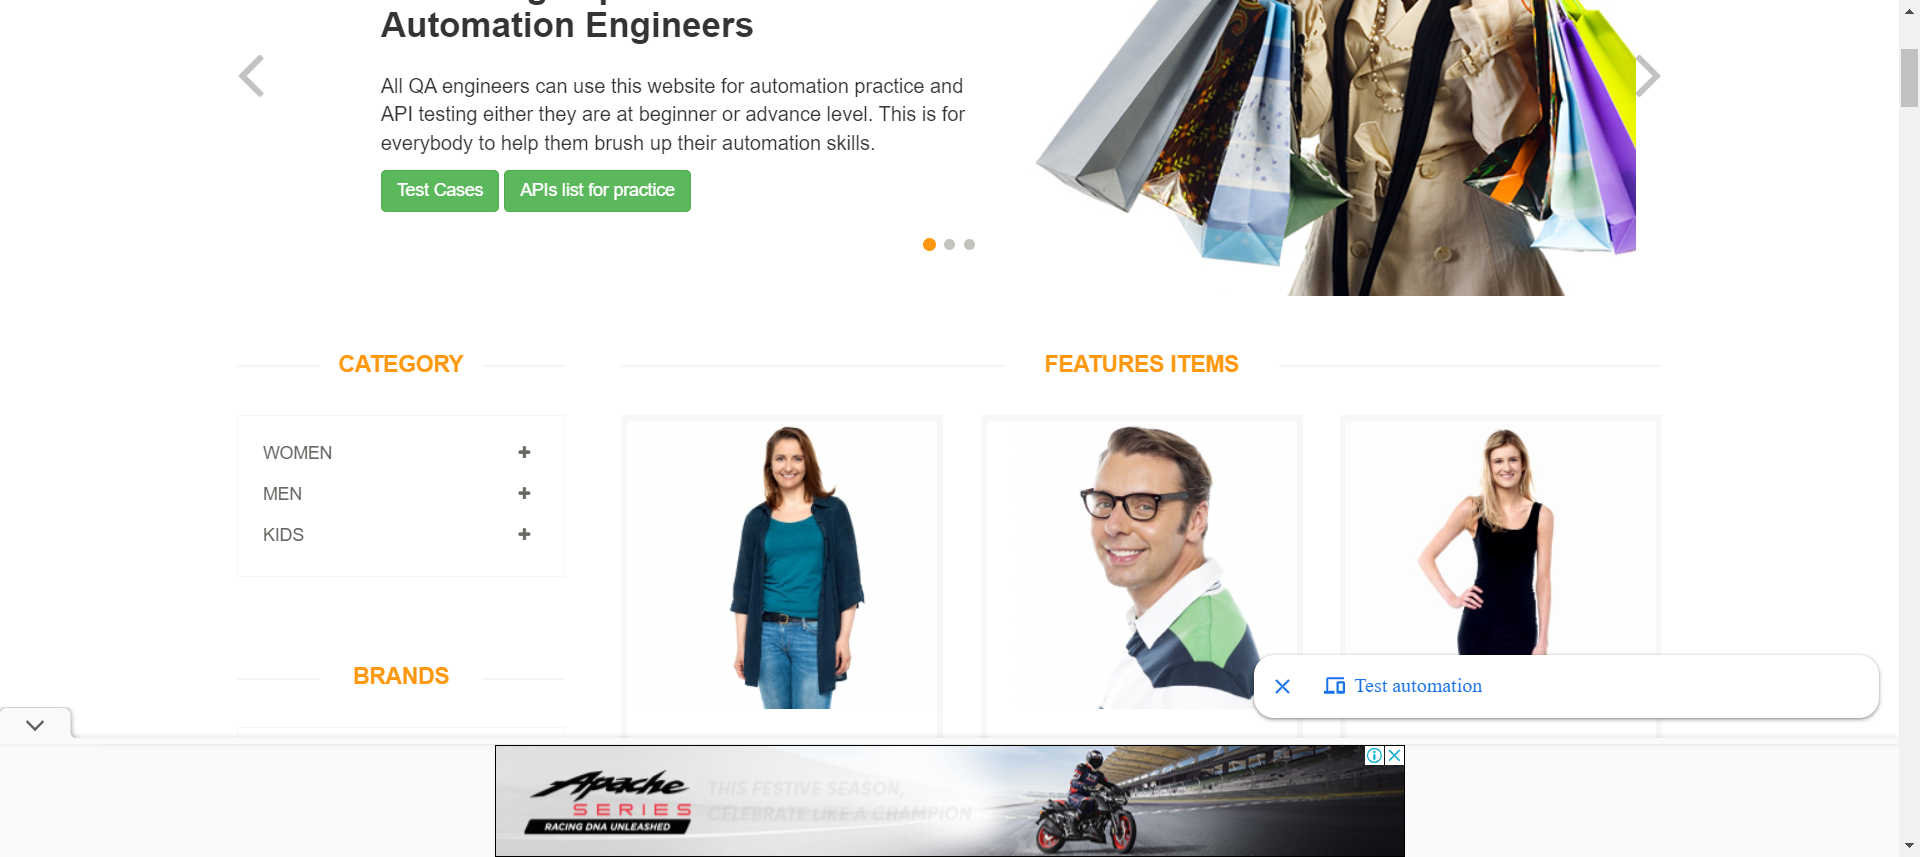 Automation Engineers
All QA engineers can use this website for automation practice and
API testing either they are at beginner or advance level. This is for
everybody to help them brush up their automation skills.
Test Cases
APIs list for practice
CATEGORY
FEATURES ITEMS
WOMEN
MEN
KIDS
BRANDS
Test automation
Apache
SERIES
RACING DNA UNLEASHED
THIS FESTIVE SEASON,
CELEBRATE LIKE A CHAMPION